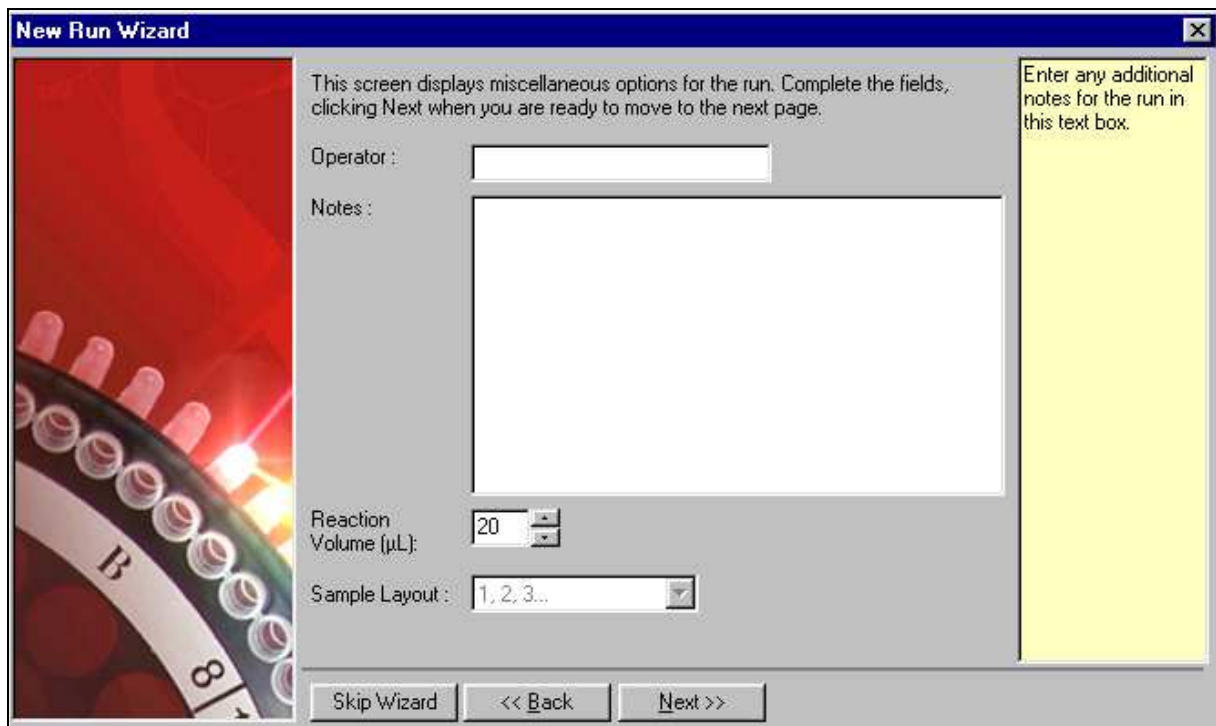 New Run Wizard
This screen displays miscellaneous options for the run. Complete the fields,
clicking Next when you are ready to move to the next page.
Operator :
Notes :
Reaction
Volume (µL):
20
Sample Layout :
1, 2, 3...
Skip Wizard
<< Back
Next >>
Enter any additional
notes for the run in
this text box.
B
8
1